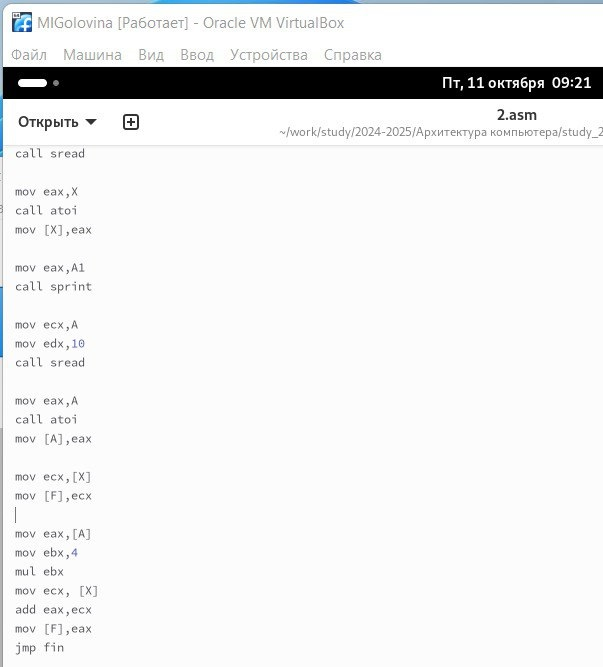 MIGolovina [Работает] - Oracle VM VirtualBox
Файл Машина Вид Ввод Устройства Справка
Пт, 11 октября 09:21
Открыть 2.asm
~/work/study/2024-2025/Архитектура компьютера/study_2
call sread
mov eax,X
call atoi
mov [X],eax
mov eax,A1
call sprint
mov ecx,A
mov edx,10
call sread
mov eax,A
call atoi
mov [A],eax
mov ecx,[X]
mov [F],ecx
mov eax,[A]
mov ebx,4
mul ebx
mov ecx, [X]
add eax,ecx
mov [F],eax
jmp fin